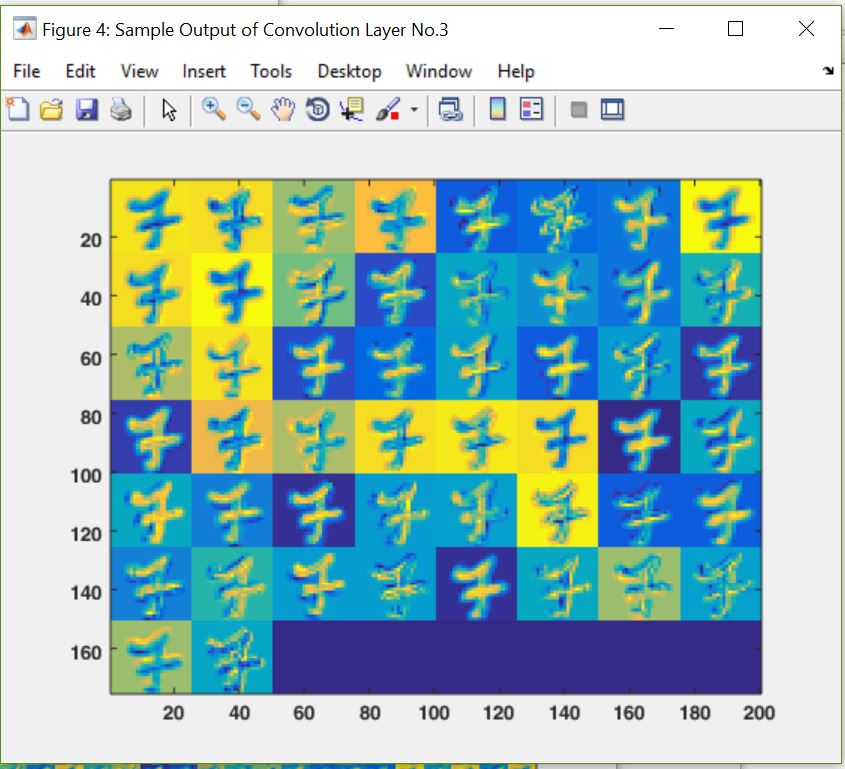 Figure 4: Sample Output of Convolution Layer No.3
File Edit View Insert Tools Desktop Window Help
20
40
60
80
100
120
140
160
20 40 60 80 100 120 140 160 180 200